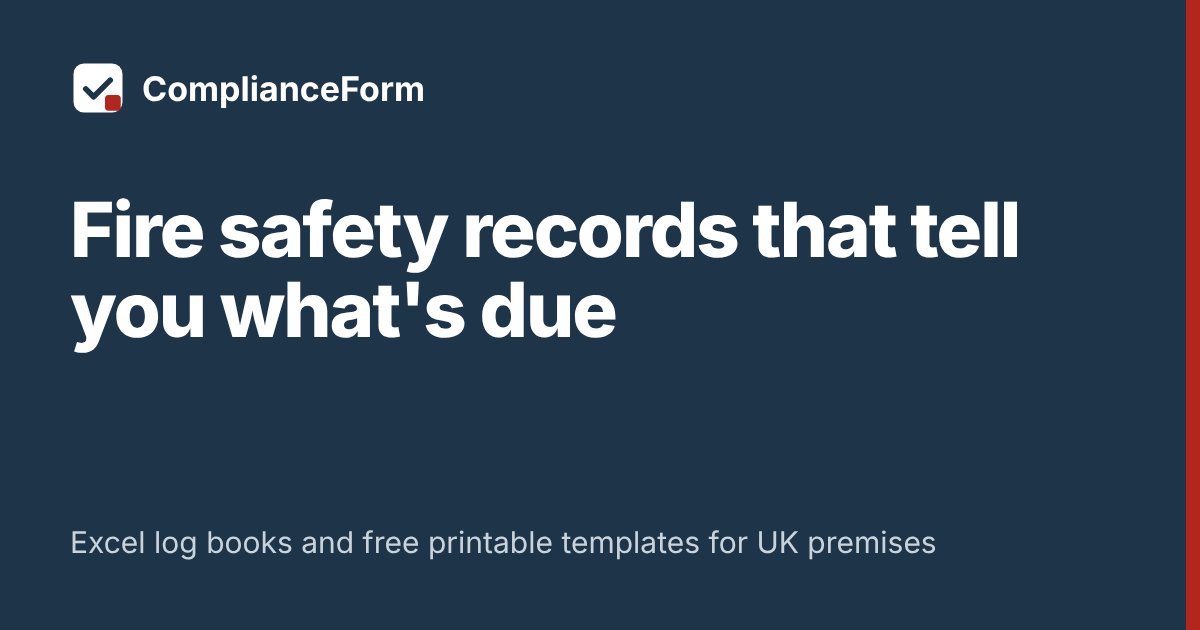 ComplianceForm
Fire safety records that tell
you what's due
Excel log books and free printable templates for UK premises